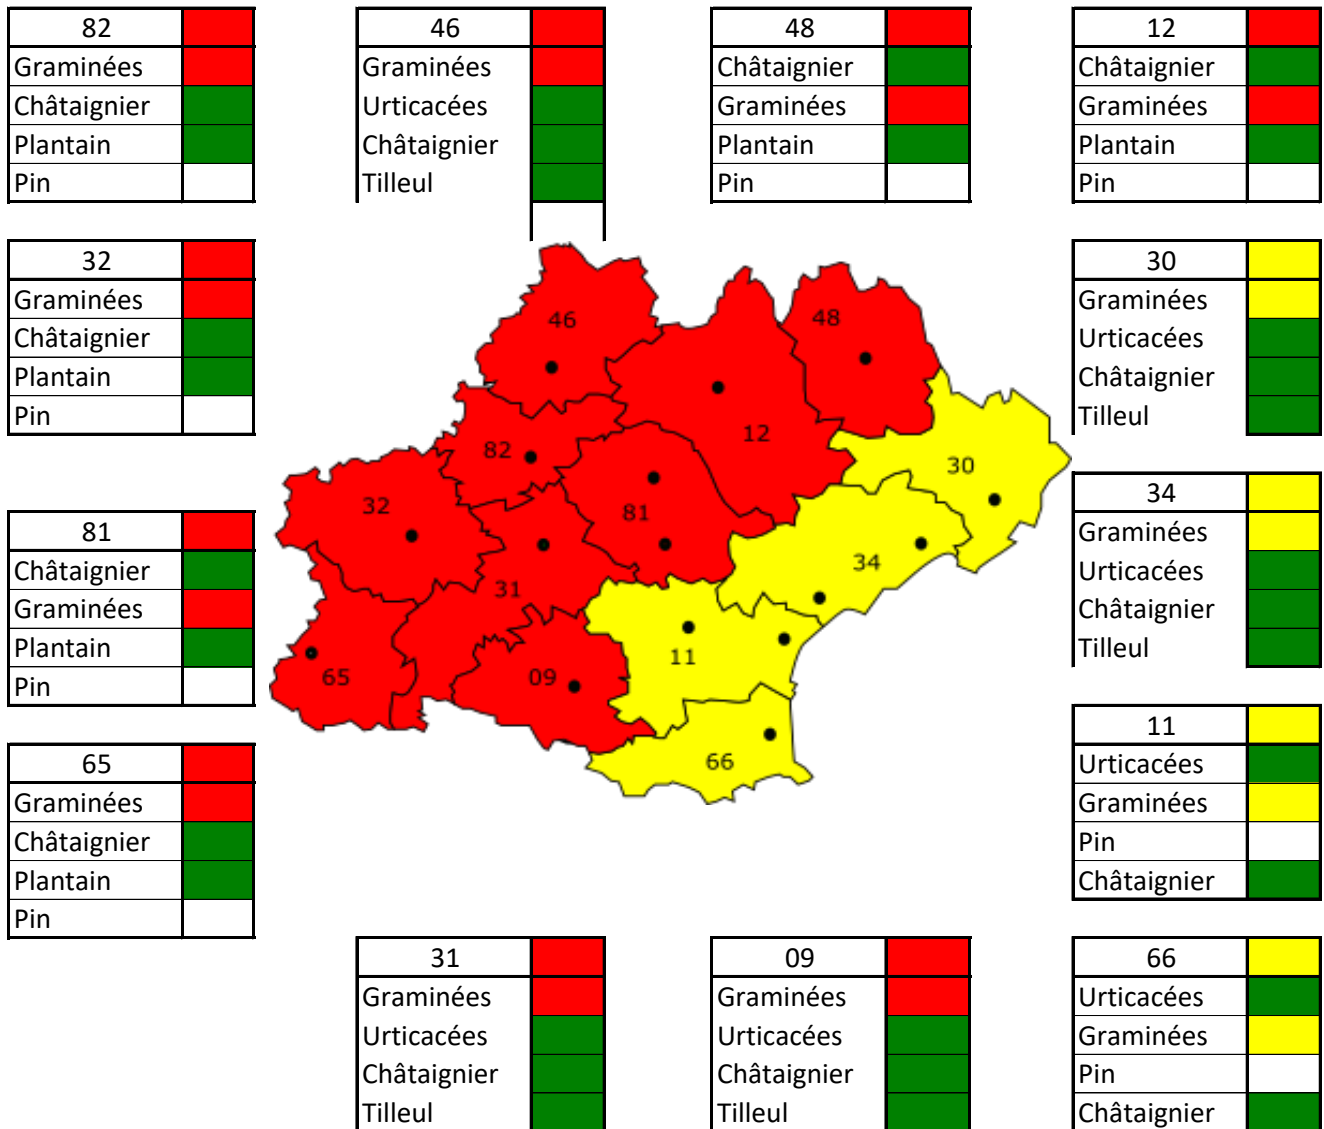 82
Graminées
Châtaignier
Plantain
Pin
46
Graminées
Urticacées
Châtaignier
Tilleul
48
Châtaignier
Graminées
Plantain
Pin
12
Châtaignier
Graminées
Plantain
Pin
32
Graminées
Châtaignier
Plantain
Pin
30
Graminées
Urticacées
Châtaignier
Tilleul
81
Châtaignier
Graminées
Plantain
Pin
34
Graminées
Urticacées
Châtaignier
Tilleul
65
Graminées
Châtaignier
Plantain
Pin
11
Urticacées
Graminées
Pin
Châtaignier
46
48
12
82
30
32
81
34
31
11
65
09
66
31
Graminées
Urticacées
Châtaignier
Tilleul
09
Graminées
Urticacées
Châtaignier
Tilleul
66
Urticacées
Graminées
Pin
Châtaignier